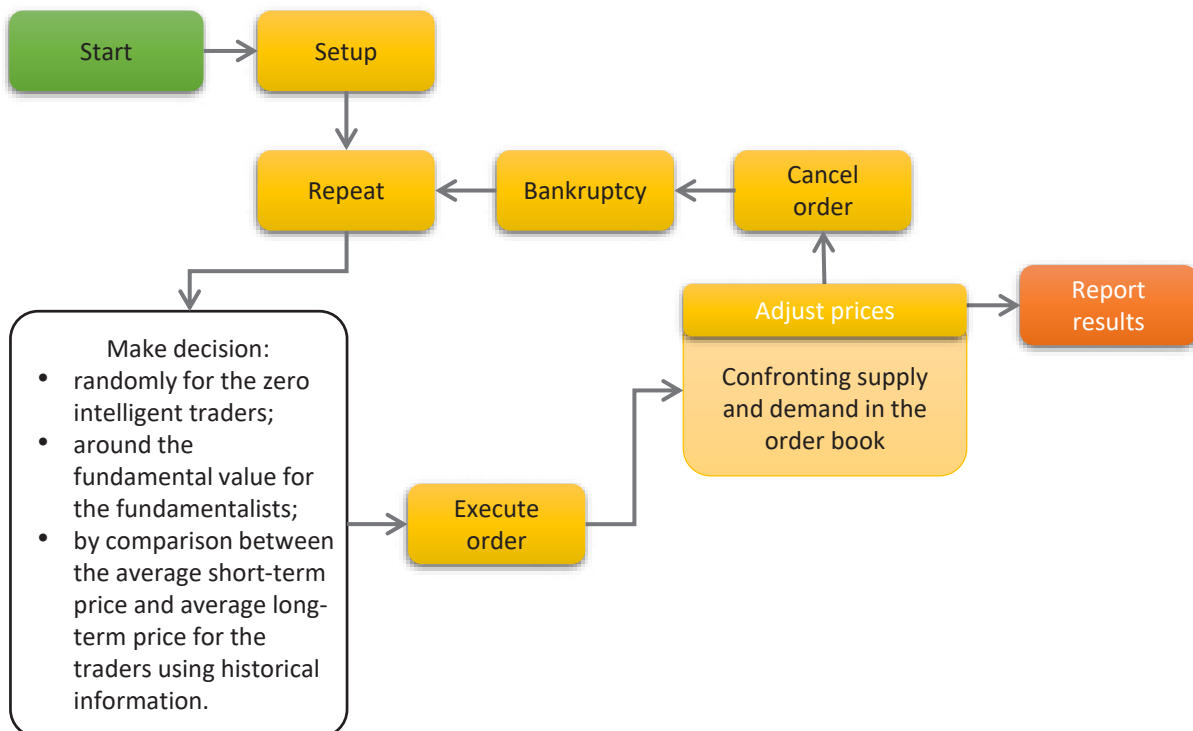 Start
Setup
Repeat
Bankruptcy
Cancel
order
Adjust prices
Confronting supply
and demand in the
order book
Report
results
Make decision:
• randomly for the zero
intelligent traders;
• around the
fundamental value for
the fundamentalists;
• by comparison between
the average short-term
price and average long-
term price for the
traders using historical
information.
Execute
order